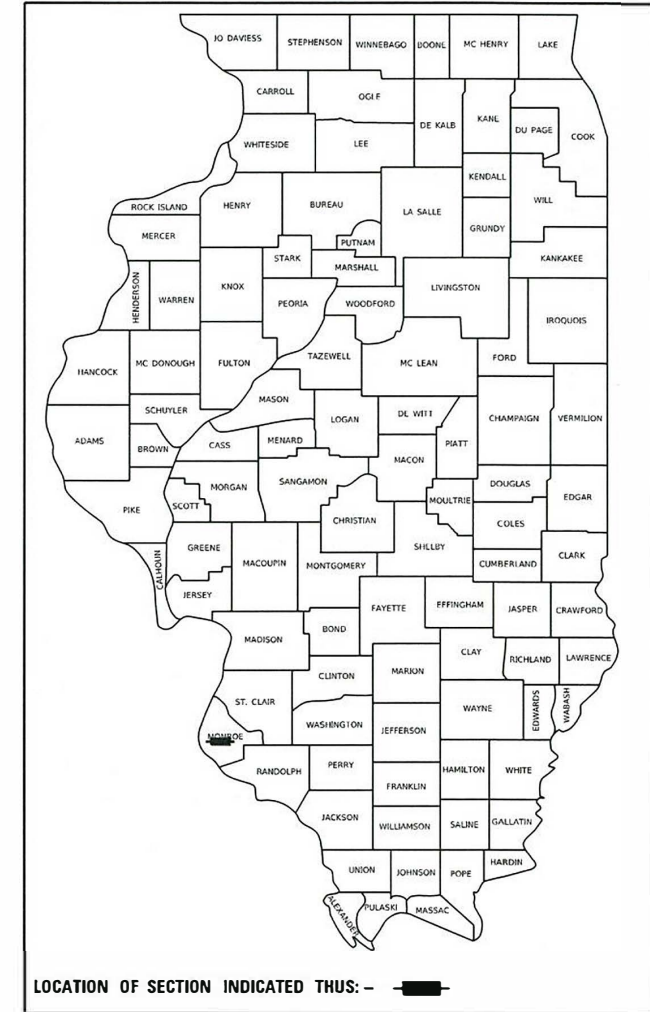 JO DAVIESS
STEPHENSON
WINNEBAGO
BOONE
MC HENRY
LAKE
CARROLL
OGLE
DE KALB
KANE
DU PAGE
COOK
WHITESIDE
LEE
KENDALL
WILL
ROCK ISLAND
HENRY
BUREAU
LA SALLE
GRUNDY
MERCER
PUTNAM
STARK
MARSHALL
KANKAKEE
HENDERSON
WARREN
KNOX
PEORIA
WOODFORD
LIVINGSTON
IROQUOIS
HANCOCK
MC DONOUGH
FULTON
TAZEWELL
MC LEAN
FORD
MASON
SCHUYLER
LOGAN
DE WITT
CHAMPAIGN
VERMILION
ADAMS
BROWN
CASS
MENARD
PIATT
MACON
MORGAN
SANGAMON
DOUGLAS
PIKE
SCOTT
MOULTRIE
EDGAR
CHRISTIAN
COLES
CALHOUN
GREENE
MACOUPIN
MONTGOMERY
SHELBY
CUMBERLAND
CLARK
JERSEY
FAYETTE
EFFINGHAM
JASPER
CRAWFORD
MADISON
BOND
CLAY
RICHLAND
LAWRENCE
CLINTON
MARION
ST. CLAIR
WAYNE
EDWARDS
WABASH
WASHINGTON
JEFFERSON
MONROE
RANDOLPH
PERRY
HAMILTON
WHITE
FRANKLIN
JACKSON
WILLIAMSON
SALINE
GALLATIN
UNION
JOHNSON
POPE
HARDIN
ALEXANDER
PULASKI
MASSAC
LOCATION OF SECTION INDICATED THUS: –